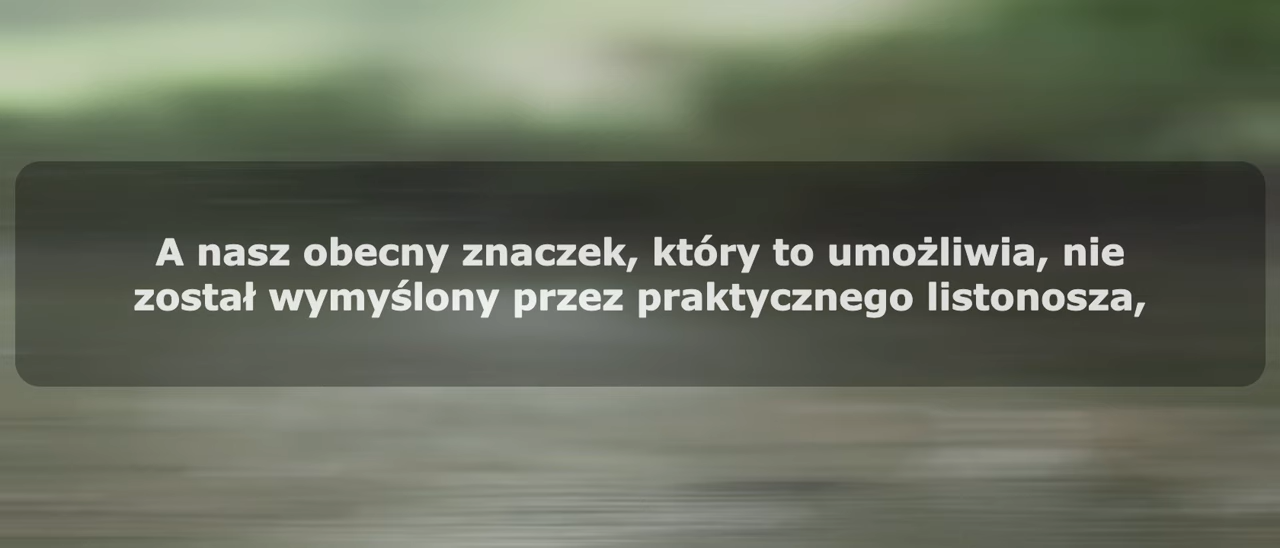 A nasz obecny znaczek, który to umożliwia, nie
został wymyślony przez praktycznego listonosza,